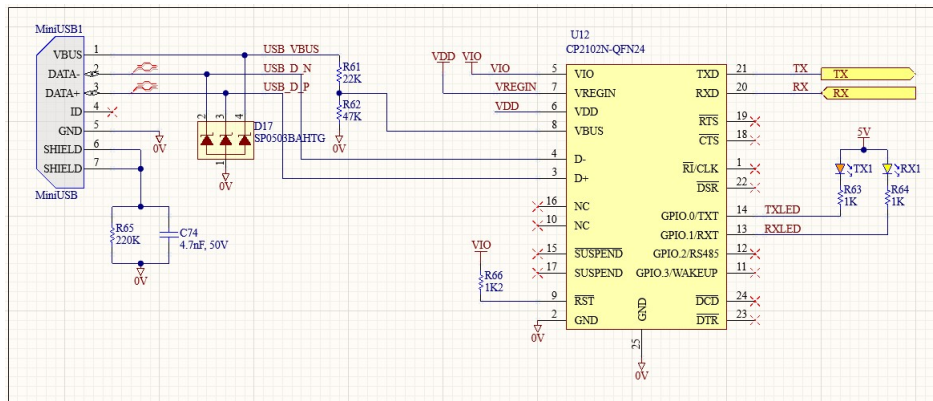 MiniUSB1
VBUS 1
DATA- 2
DATA+ 3
ID 4
GND 5
SHIELD 6
SHIELD 7
MiniUSB
USB_VBUS
USB_D_N
USB_D_P
R61
22K
R62
47K
2 3 4
D17
SP0503BAHTG
1
0V
0V
R65
220K
C74
4.7nF, 50V
0V
U12
CP2102N-QFN24
VDD VIO
VIO 5 VIO
VREGIN 7 VREGIN
VDD 6 VDD
8 VBUS
4 D-
3 D+
16 NC
10 NC
15 SUSPEND
17 SUSPEND
VIO
R66
1K2
9 RST
2 GND
0V
GND
25
0V
TXD 21 TX TX
RXD 20 RX RX
RTS 19
CTS 18
RI/CLK 1
DSR 22
GPIO.0/TXT 14 TXLED
GPIO.1/RXT 13 RXLED
GPIO.2/RS485 12
GPIO.3/WAKEUP 11
DCD 24
DTR 23
5V
TX1 RX1
R63 R64
1K 1K